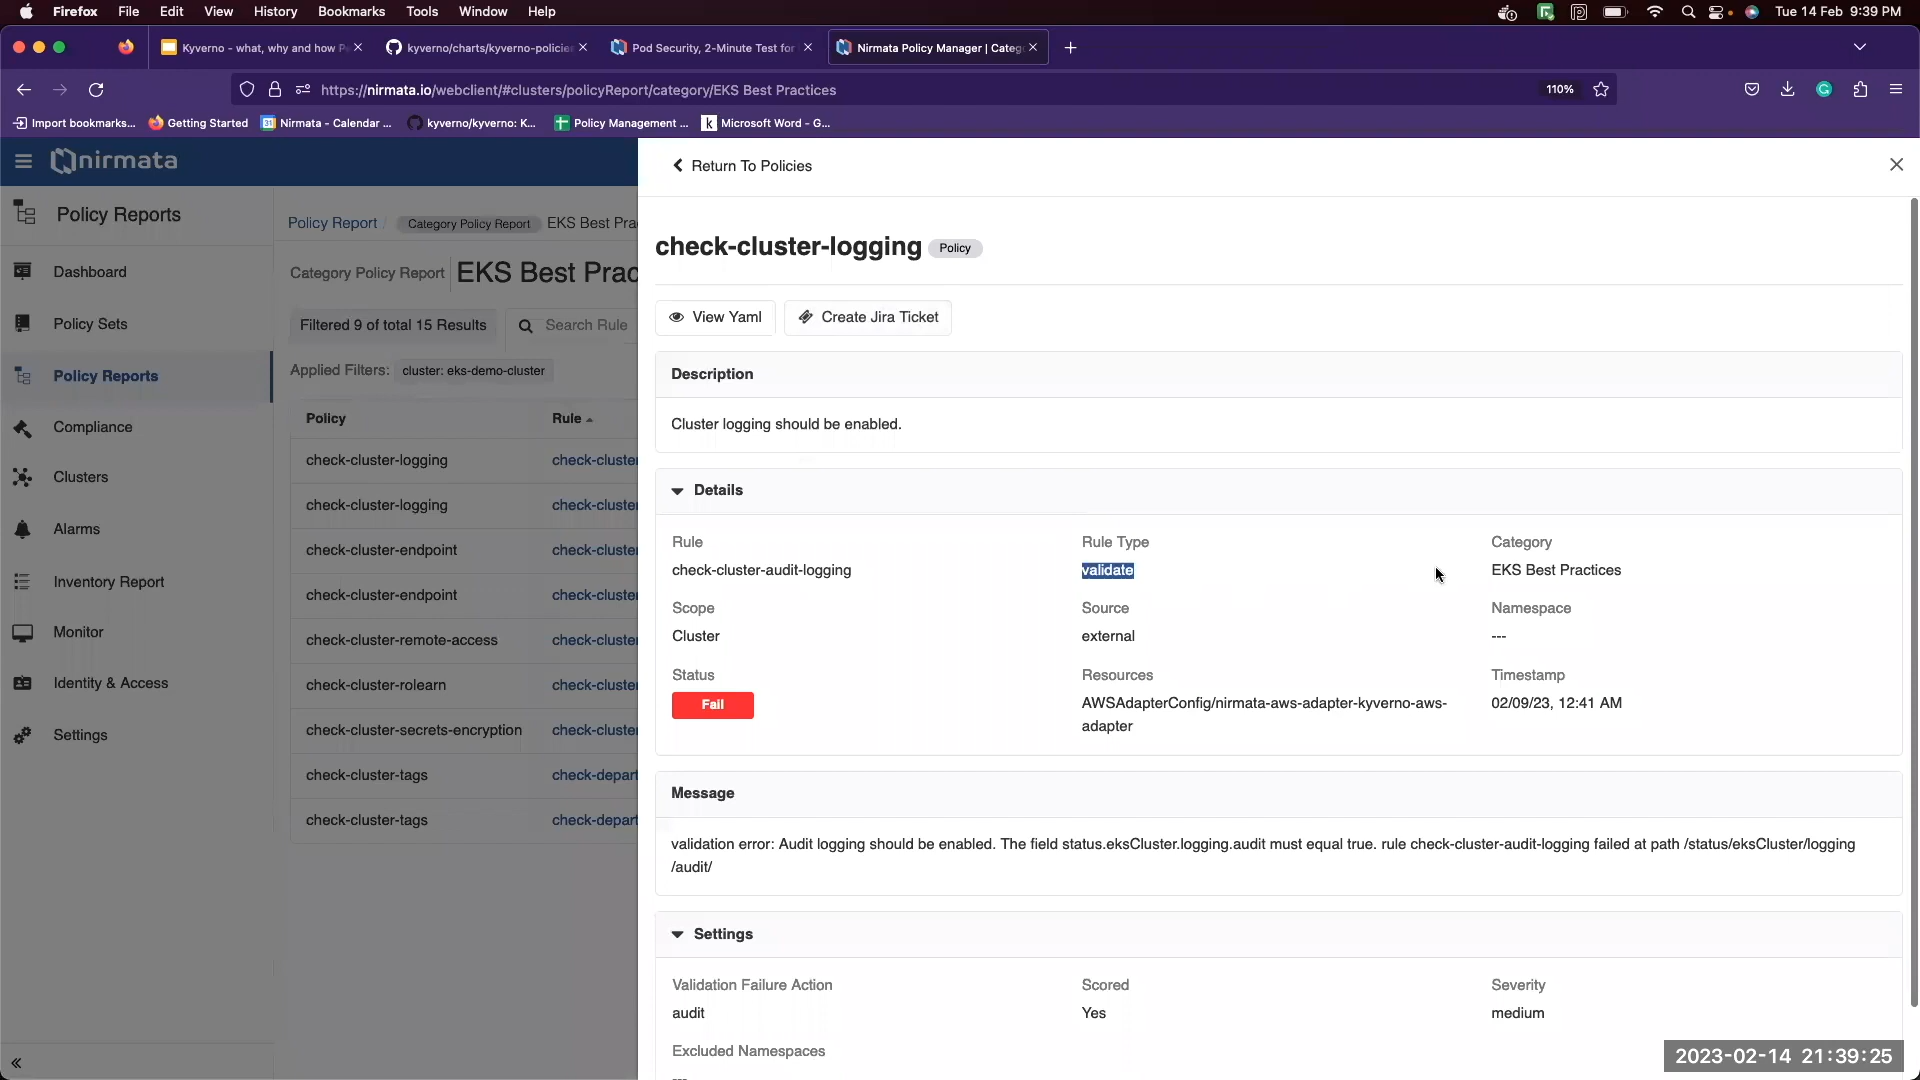 Firefox File Edit View History Bookmarks Tools Window Help Tue 14 Feb 9:39 PM
Kyverno - what, why and how P Nirmata Policy Manager | Categ
kyverno/charts/kyverno-policie
Pod Security, 2-Minute Test for
https://nirmata.io/webclient/#clusters/policyReport/category/EKS Best Practices 110%
Import bookmarks... Getting Started Nirmata - Calendar ... kyverno/kyverno: K... Policy Management ... Microsoft Word - G...
nirmata
Policy Reports
Dashboard
Policy Sets
Policy Reports
Compliance
Clusters
Alarms
Inventory Report
Monitor
Identity & Access
Settings
Policy Report / Category Policy Report EKS Best Pra
Category Policy Report EKS Best Prac
Filtered 9 of total 15 Results Search Rule
Applied Filters: cluster: eks-demo-cluster
Policy Rule
check-cluster-logging check-cluster
check-cluster-logging check-cluster
check-cluster-endpoint check-cluster
check-cluster-endpoint check-cluster
check-cluster-remote-access check-cluster
check-cluster-rolearn check-cluster
check-cluster-secrets-encryption check-cluster
check-cluster-tags check-depart
check-cluster-tags check-depart
Return To Policies
check-cluster-logging Policy
View Yaml Create Jira Ticket
Description
Cluster logging should be enabled.
Details
Rule Rule Type Category
check-cluster-audit-logging validate EKS Best Practices
Scope Source Namespace
Cluster external ---
Status Resources Timestamp
Fail AWSAdapterConfig/nirmata-aws-adapter-kyverno-aws- 02/09/23, 12:41 AM
adapter
Message
validation error: Audit logging should be enabled. The field status.eksCluster.logging.audit must equal true. rule check-cluster-audit-logging failed at path /status/eksCluster/logging
/audit/
Settings
Validation Failure Action Scored Severity
audit Yes medium
Excluded Namespaces
---
2023-02-14 21:39:25